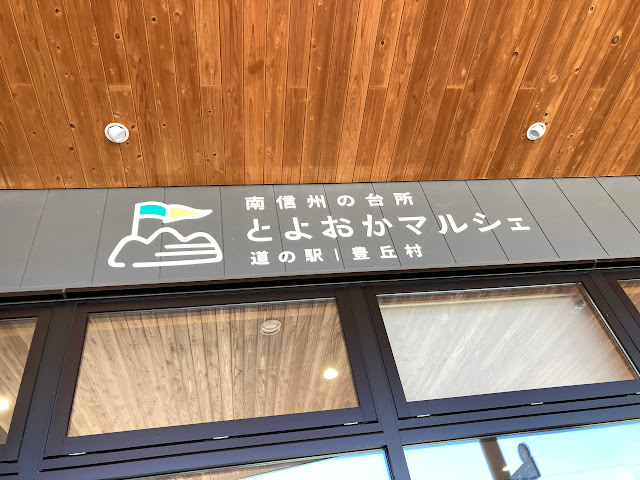 南信州の台所
とよおかマルシェ
道の駅|豊丘村